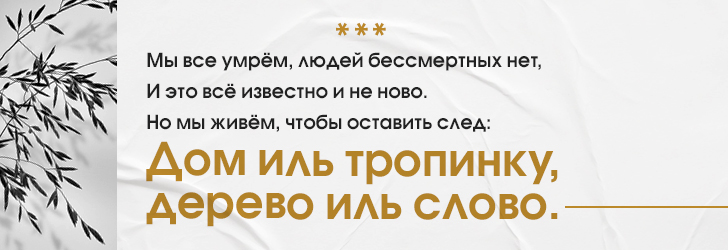 ***
Мы все умрём, людей бессмертных нет,
И это всё известно и не ново.
Но мы живём, чтобы оставить след:
Дом иль тропинку,
дерево иль слово.